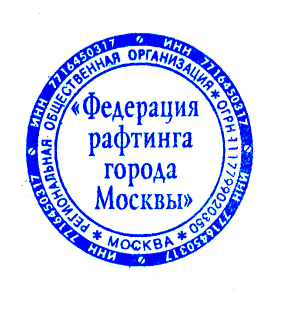 ИНН 7716450317 ИНН 7716450317 ИНН 7716450317 ИНН 7716450317
РЕГИОНАЛЬНАЯ ОБЩЕСТВЕННАЯ ОРГАНИЗАЦИЯ * ОГРН 1117799020350 * МОСКВА *
«Федерация
рафтинга
города
Москвы»